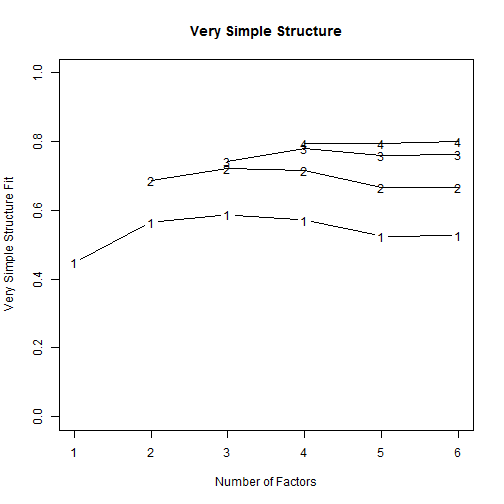 Very Simple Structure
Very Simple Structure Fit
1.0
0.8
0.6
0.4
0.2
0.0
4 4 4
3 3 3 3
2 2 2 2 2
1 1 1 1 1 1
1 2 3 4 5 6
Number of Factors